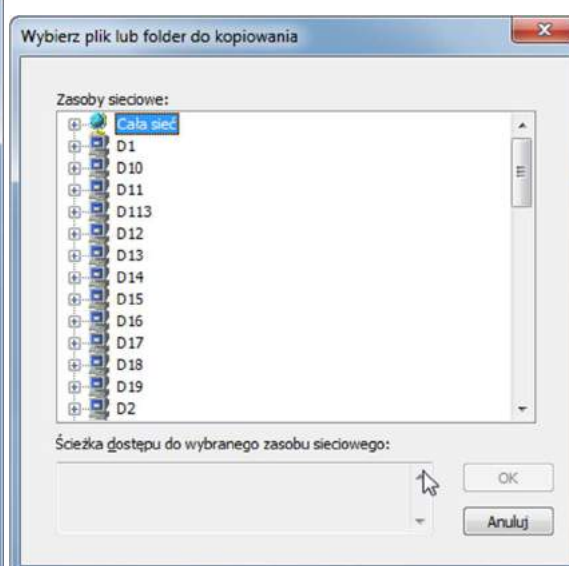 Wybierz plik lub folder do kopiowania
Zasoby sieciowe:
Cała sieć
D1
D10
D11
D113
D12
D13
D14
D15
D16
D17
D18
D19
D2
Ścieżka dostępu do wybranego zasobu sieciowego:
OK
Anuluj